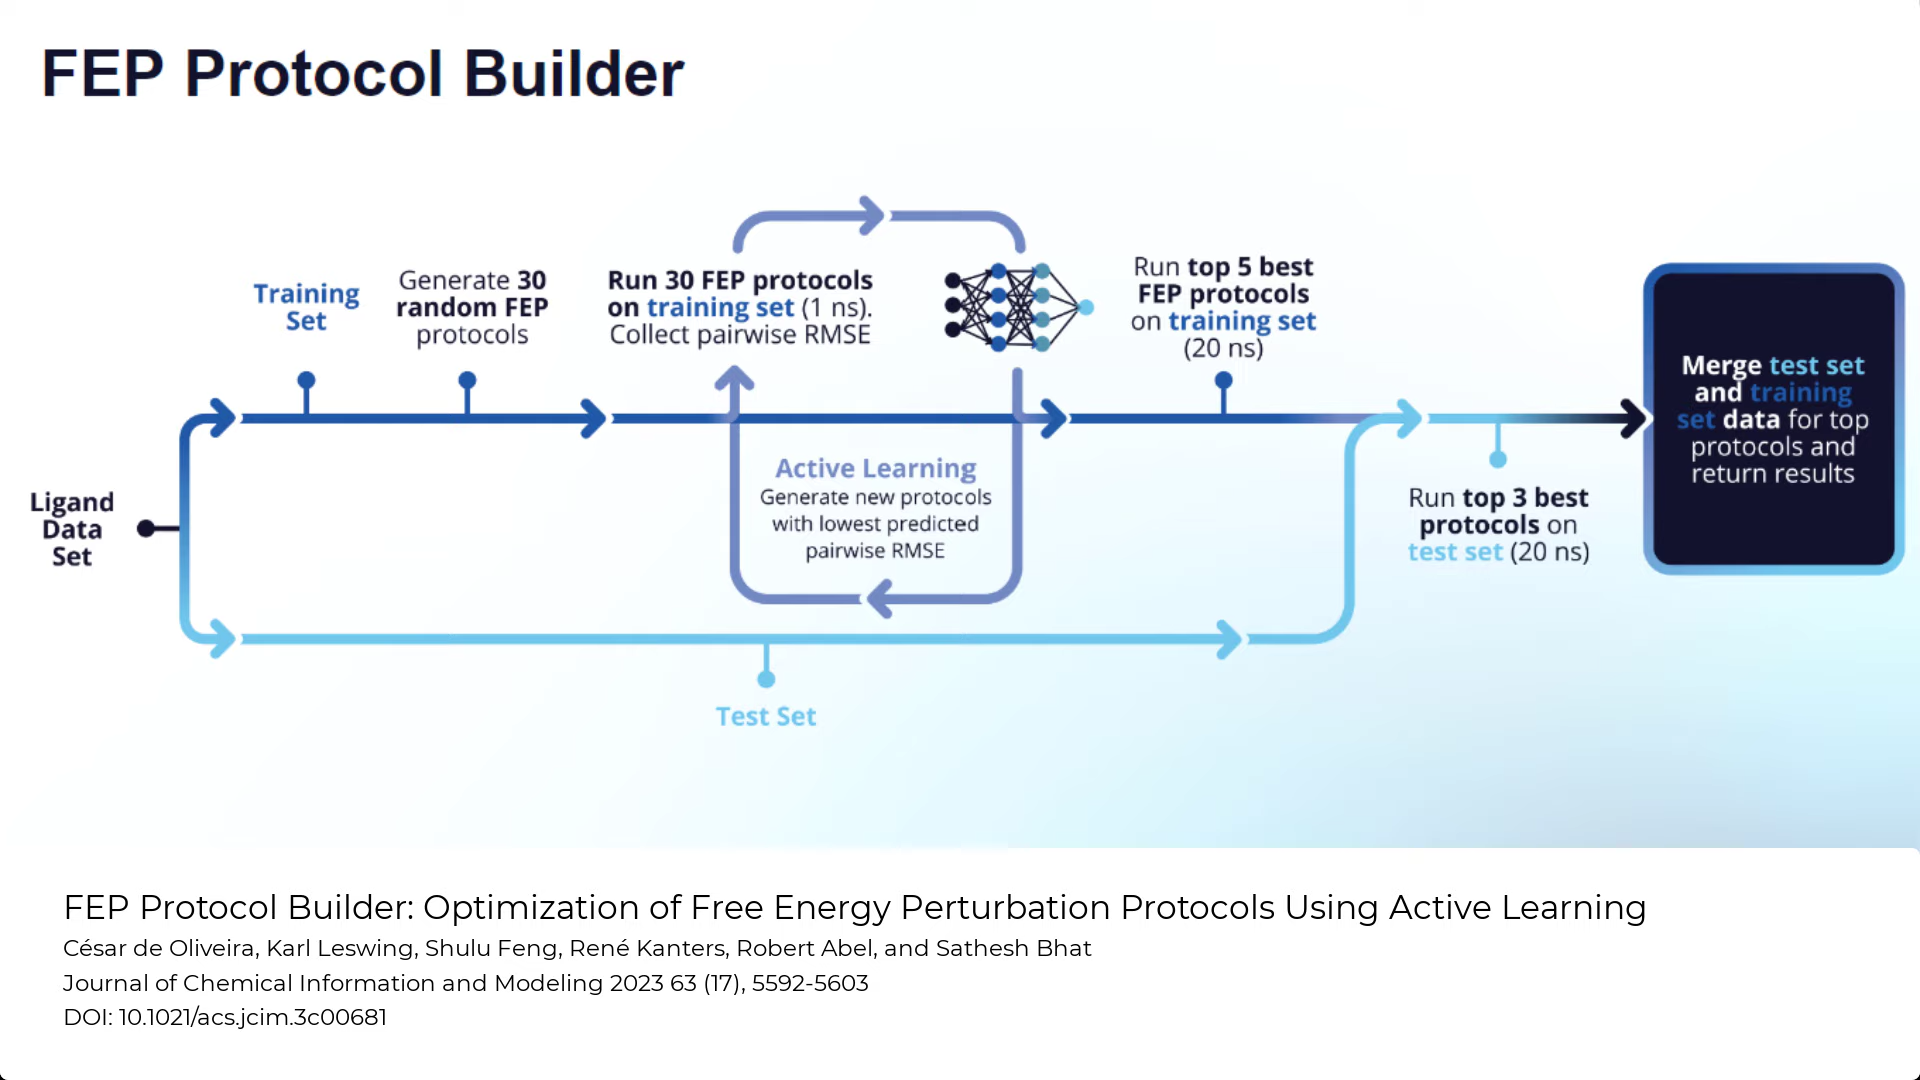 FEP Protocol Builder
Training
Set
Generate 30
random FEP
protocols
Run 30 FEP protocols
on training set (1 ns).
Collect pairwise RMSE
Run top 5 best
FEP protocols
on training set
(20 ns)
Merge test set
and training
set data for top
protocols and
return results
Active Learning
Generate new protocols
with lowest predicted
pairwise RMSE
Ligand
Data
Set
Run top 3 best
protocols on
test set (20 ns)
Test Set
FEP Protocol Builder: Optimization of Free Energy Perturbation Protocols Using Active Learning
César de Oliveira, Karl Leswing, Shulu Feng, René Kanters, Robert Abel, and Sathesh Bhat
Journal of Chemical Information and Modeling 2023 63 (17), 5592-5603
DOI: 10.1021/acs.jcim.3c00681